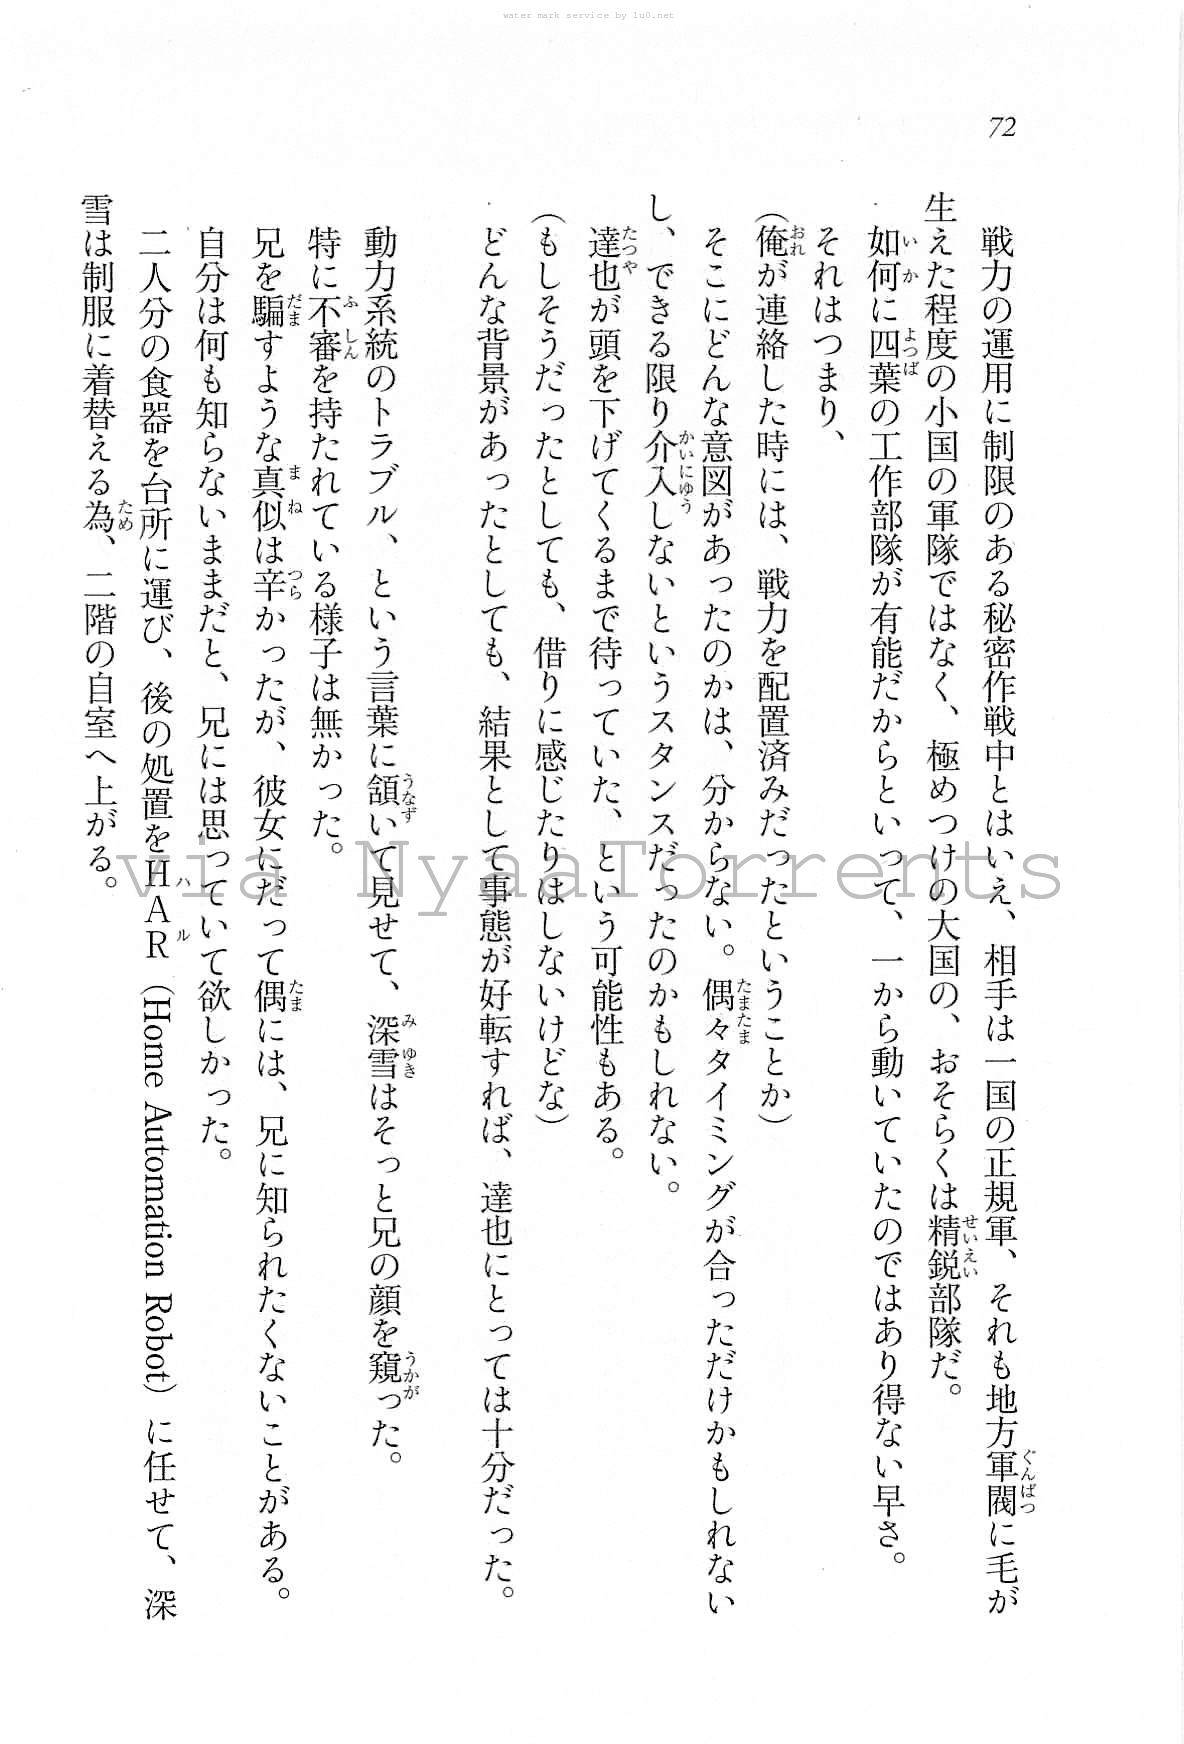 water mark service by lu0.net
72
戦力の運用に制限のある秘密作戦中とはいえ、相手は一国の正規軍、それも地方軍閥に毛が
生えた程度の小国の軍隊ではなく、極めつけの大国の、おそらくは精鋭部隊だ。
如何に四葉の工作部隊が有能だからといって、一から動いていたのではあり得ない早さ。
それはつまり、
（俺が連絡した時には、戦力を配置済みだったということか）
そこにどんな意図があったのかは、分からない。偶々タイミングが合っただけかもしれない
し、できる限り介入しないというスタンスだったのかもしれない。
達也が頭を下げてくるまで待っていた、という可能性もある。
（もしそうだったとしても、借りに感じたりはしないけどな）
どんな背景があったとしても、結果として事態が好転すれば、達也にとっては十分だった。
動力系統のトラブル、という言葉に頷いて見せて、深雪はそっと兄の顔を窺った。
特に不審を持たれている様子は無かった。
兄を騙すような真似は辛かったが、彼女にだって偶には、兄に知られたくないことがある。
自分は何も知らないままだと、兄には思っていて欲しかった。
二人分の食器を台所に運び、後の処置をＨＡＲ（Home Automation Robot）に任せて、深
雪は制服に着替える為、二階の自室へ上がる。
via NyaaTorrents